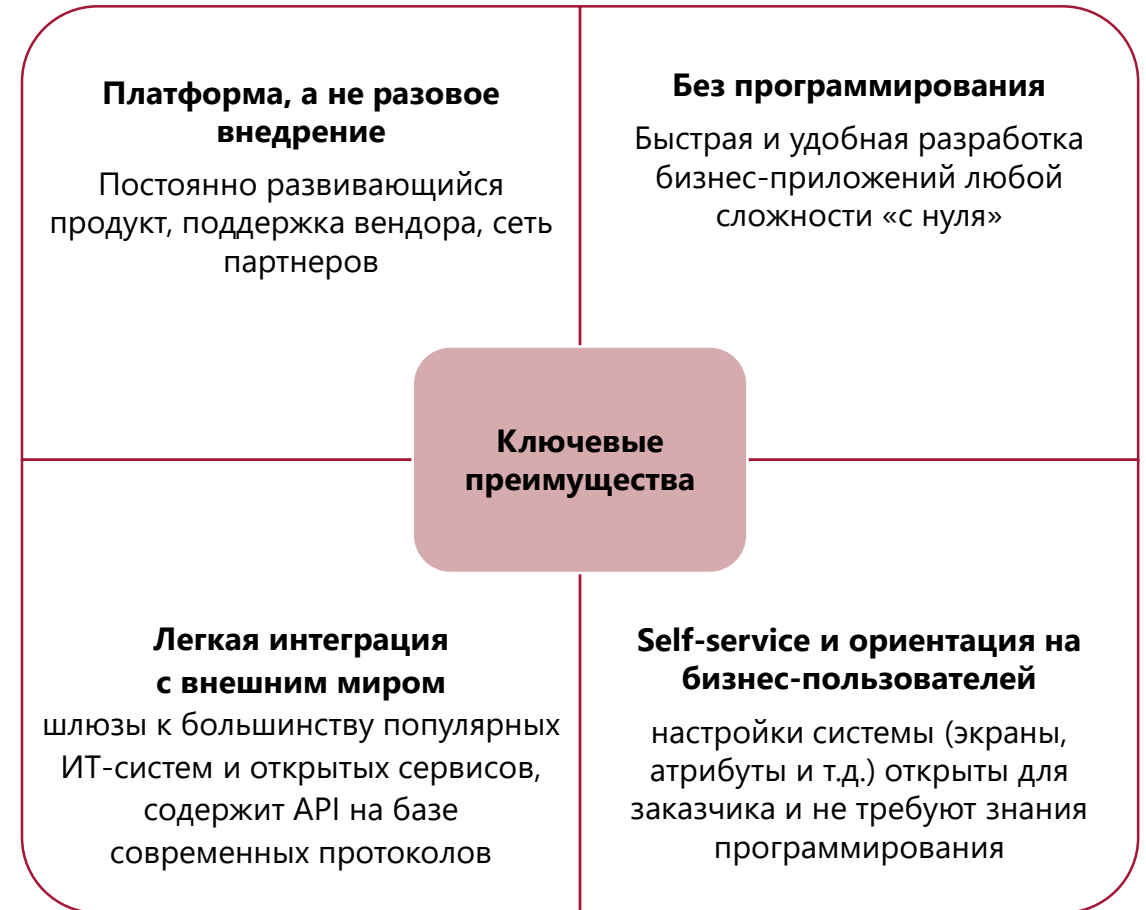 Платформа, а не разовое
внедрение
Постоянно развивающийся
продукт, поддержка вендора, сеть
партнеров
Без программирования
Быстрая и удобная разработка
бизнес-приложений любой
сложности «с нуля»
Ключевые
преимущества
Легкая интеграция
с внешним миром
шлюзы к большинству популярных
ИТ-систем и открытых сервисов,
содержит API на базе
современных протоколов
Self-service и ориентация на
бизнес-пользователей
настройки системы (экраны,
атрибуты и т.д.) открыты для
заказчика и не требуют знания
программирования